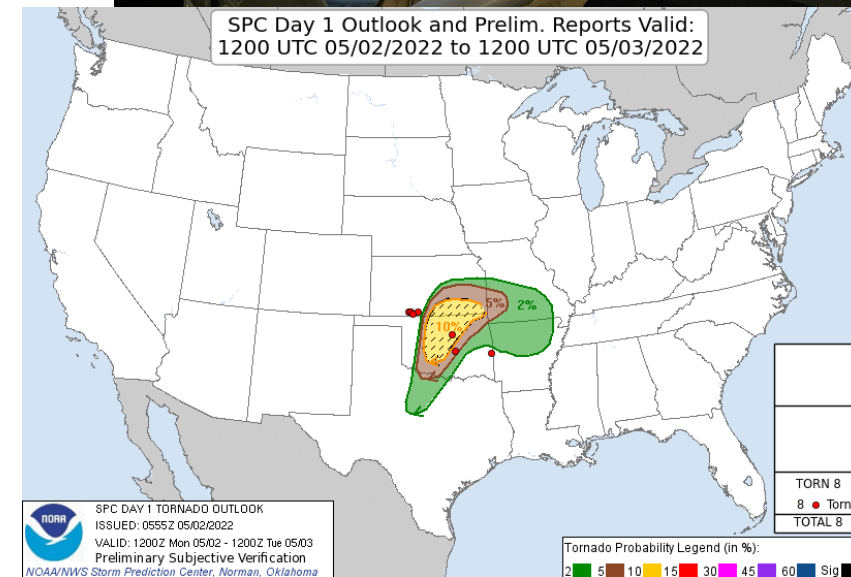 SPC Day 1 Outlook and Prelim. Reports Valid:
1200 UTC 05/02/2022 to 1200 UTC 05/03/2022
5%
2%
10%
TORN 8
8 Torn
TOTAL 8
NOAA
SPC DAY 1 TORNADO OUTLOOK
ISSUED: 0555Z 05/02/2022
VALID: 1200Z Mon 05/02 - 1200Z Tue 05/03
Preliminary Subjective Verification
NOAA/NWS Storm Prediction Center, Norman, Oklahoma
Tornado Probability Legend (in %):
2 5 10 15 30 45 60 Sig